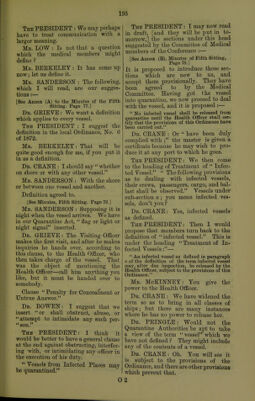 195
THE PRESIDENT : We may perhaps
have to treat communication with a
larger meaning.
MR. LOW : Is not that a question
which the medical members might
define ?
MR. BERKELEY : It has come up
now ; let us define it.
MR. SANDERSON : The following,
which I will read, are our sugges-
tions :—
[See Annex (A) to the Minutes of the Fifth
Sitting, Page 77.]
DR. GRIEVE : We want a definition
which applies to every vessel.
THE PRESIDENT : I suggest the
definition in the local Ordinance, No. 6
of 1872.
MR. BERKELEY : That will be
quite good enough for us, if you put it
in as a definition.
DR. CRANE : I should say " whether
on shore or with any other vessel."
MR. SANDERSON : With the shore
or between one vessel and another.
Definition agreed to.
[See Minutes, Fifth Sitting, Page 76.]
MR. SANDERSON : Supposing it is
night when the vessel arrives. We have
in our Quarantine Act, " flag or light or
night signal" inserted.
DR. GRIEVE : The Visiting Officer
makes the first visit, and after he makes
inquiries he hands over, according to
this clause, to the Health Officer, who
then takes charge of the vessel. That
was the object of mentioning the
Health Officer—call him anything you
like, but it must be handed over to
somebody.
Clause " Penalty for Concealment or
Untrue Answer."
DR. DOWEN : I suggest that we
insert " or shall obstruct, abuse, or
" attempt to intimidate any such per-
" son."
THE PRESIDENT : I think it
would be better to have a general clause
at the end against obstructing, interfer-
ing with, or intimidating any officer in
the execution of his duty.
" Vessels from Infected Places may
be quarantined."
THE PRESIDENT : I may now read
in draft, (and they will be put in to-
morrow,) the sections under this head
suggested by the Committee of Medical
members of the Conference :—
[See Annex (B), Minutes of Fifth Sitting,
Page 78.]
It is proposed to introduce these sec-
tions which are new to us, and
accept them provisionally. They have
been agreed to by the Medical
Committee. Having got the vessel
into quarantine, we now proceed to deal
with the vessel, and it is proposed :—
" No infected vessel shall be released from
quarantine until the Health Officer shall cer-
tify that the provisions of this Ordinance have
been carried out."
DR. CRANE : Or " have been duly
complied with ;" the master is given a
certificate because he may wish to pro-
duce it at any port to which he goes.
THE PRESIDENT : We then come
to the heading of Treatment of " Infec-
ted Vessel." " The following provisions
as to dealing with infected vessels,
their crews, passengers, cargo, and bal-
last shall be observed." Vessels under
sub-section 2 ; you mean infected ves-
sels, don't you ?
DR. CRANE : Yes, infected vessels
as defined.
THE PRESIDENT : Then I would
propose that members turn back to the
definition of " infected vessel." This is
under the heading " Treatment of In-
fected Vessels :"—
" An infected vessel as defined in paragraph
of the definition of the term infected vessel
may, after due inspection, be released by the
Health Officer, subject to the provisions of this
Ordinance."
MR. MCKINNEY : You give the
power to the Health Officer.
DR. CRANE : We have widened the
term so as to bring in all classes of
ships ; but there are many instances
where he has no power to release her.
DR. PRINGLE : Would not the
Quarantine Authorities be apt to take
a view of the term " vessel" which we
have not defined ? They might include
any of the contents of a vessel.
DR. CRANE : Oh. You will see it
is subject to the provisions of the
Ordinance, and there are other provisions
which prevent that.
O 2